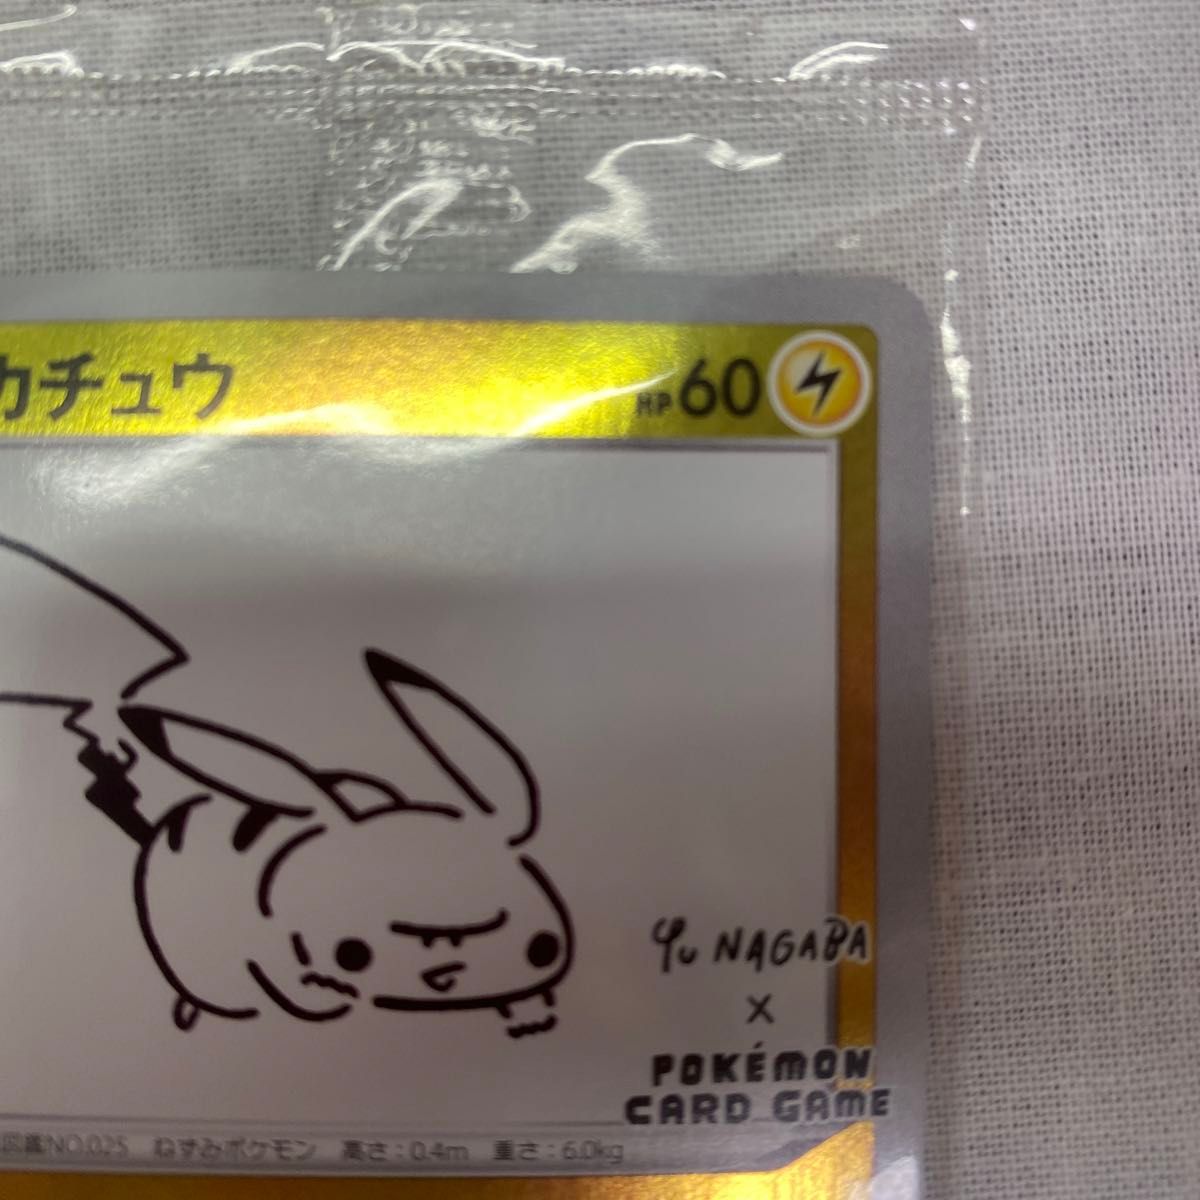 カチュウ HP60
Yu NAGABA
×
POKÉMON
CARD GAME
図鑑NO.025 ねずみポケモン 高さ：0.4m 重さ：6.0kg